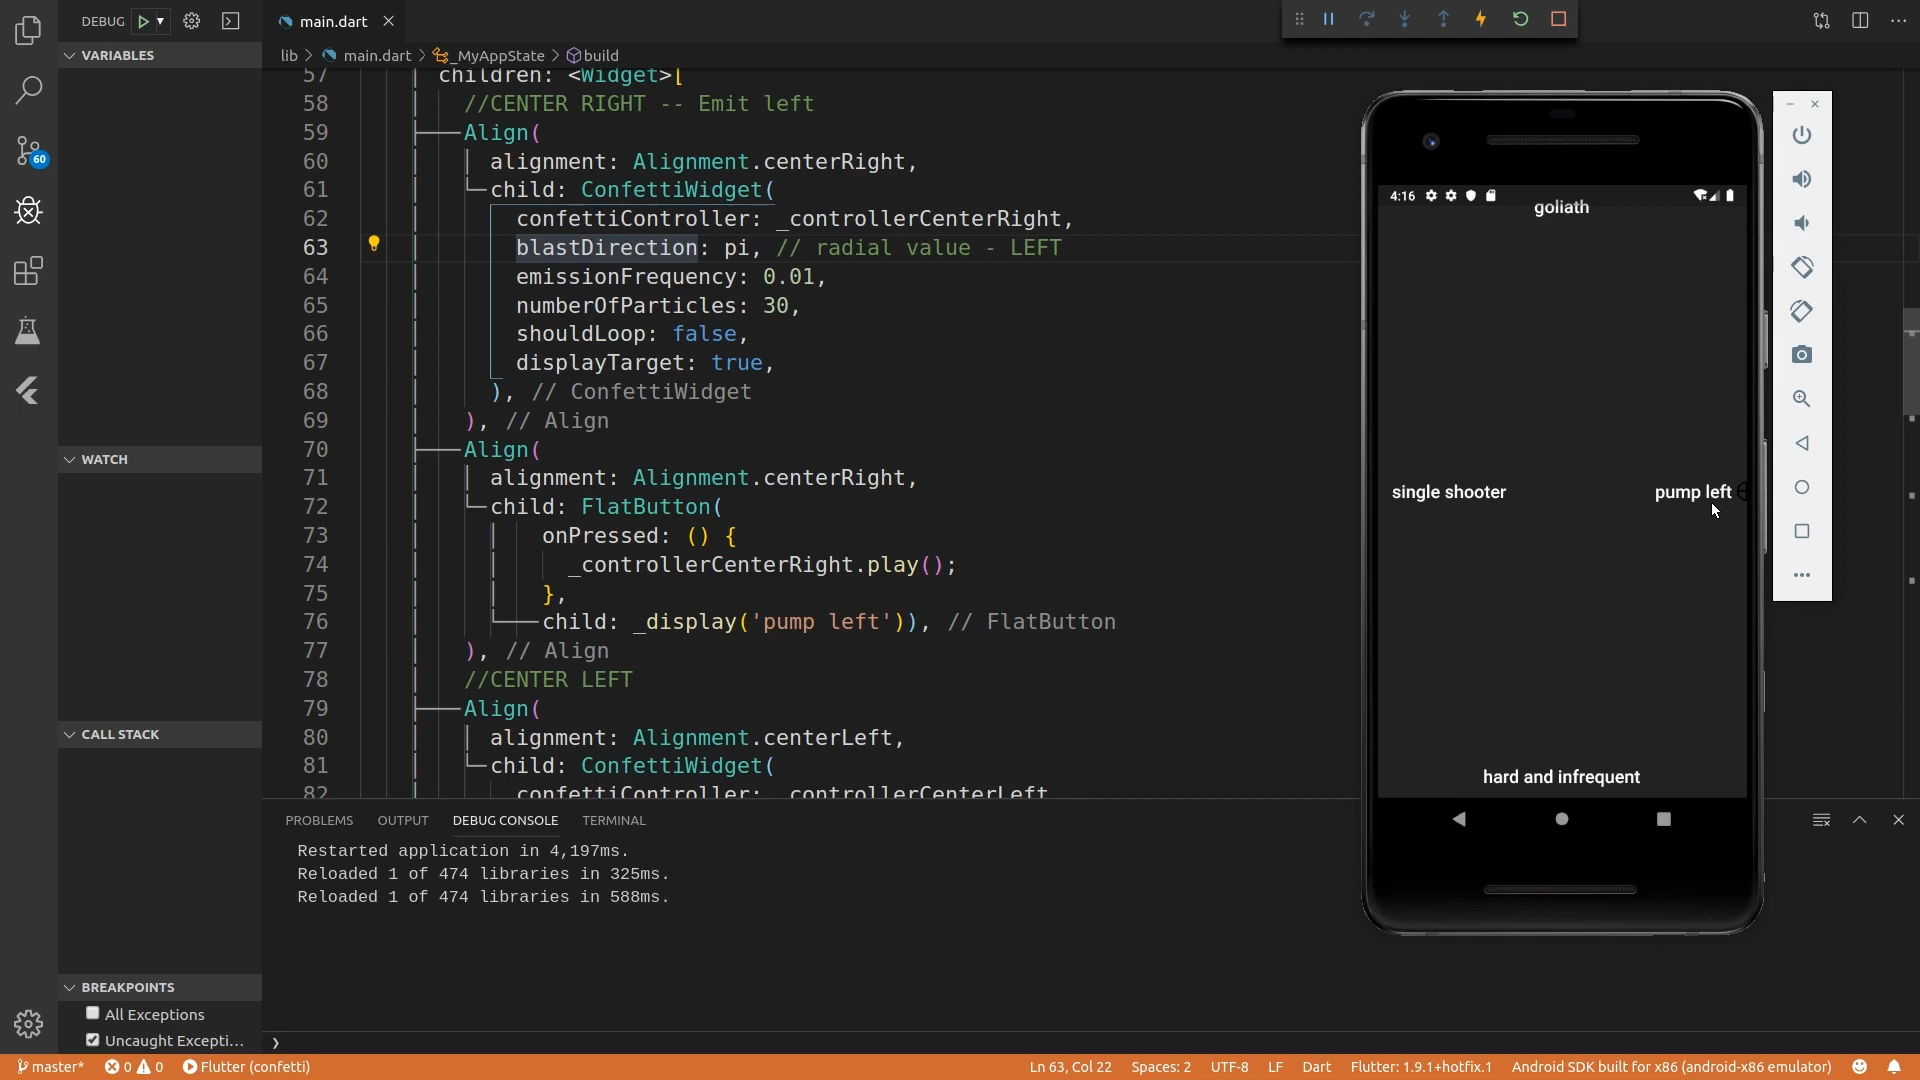 DEBUG
main.dart
lib > main.dart > _MyAppState > build
VARIABLES
WATCH
CALL STACK
BREAKPOINTS
All Exceptions
Uncaught Excepti...
60
57 children: <Widget>[
58 //CENTER RIGHT -- Emit left
59 Align(
60 alignment: Alignment.centerRight,
61 child: ConfettiWidget(
62 confettiController: _controllerCenterRight,
63 blastDirection: pi, // radial value - LEFT
64 emissionFrequency: 0.01,
65 numberOfParticles: 30,
66 shouldLoop: false,
67 displayTarget: true,
68 ), // ConfettiWidget
69 ), // Align
70 Align(
71 alignment: Alignment.centerRight,
72 child: FlatButton(
73 onPressed: () {
74 _controllerCenterRight.play();
75 },
76 child: _display('pump left')), // FlatButton
77 ), // Align
78 //CENTER LEFT
79 Align(
80 alignment: Alignment.centerLeft,
81 child: ConfettiWidget(
82 confettiController: _controllerCenterLeft
4:16
goliath
single shooter
pump left
hard and infrequent
PROBLEMS OUTPUT DEBUG CONSOLE TERMINAL
Restarted application in 4,197ms.
Reloaded 1 of 474 libraries in 325ms.
Reloaded 1 of 474 libraries in 588ms.
master* 0 0 Flutter (confetti) Ln 63, Col 22 Spaces: 2 UTF-8 LF Dart Flutter: 1.9.1+hotfix.1 Android SDK built for x86 (android-x86 emulator)